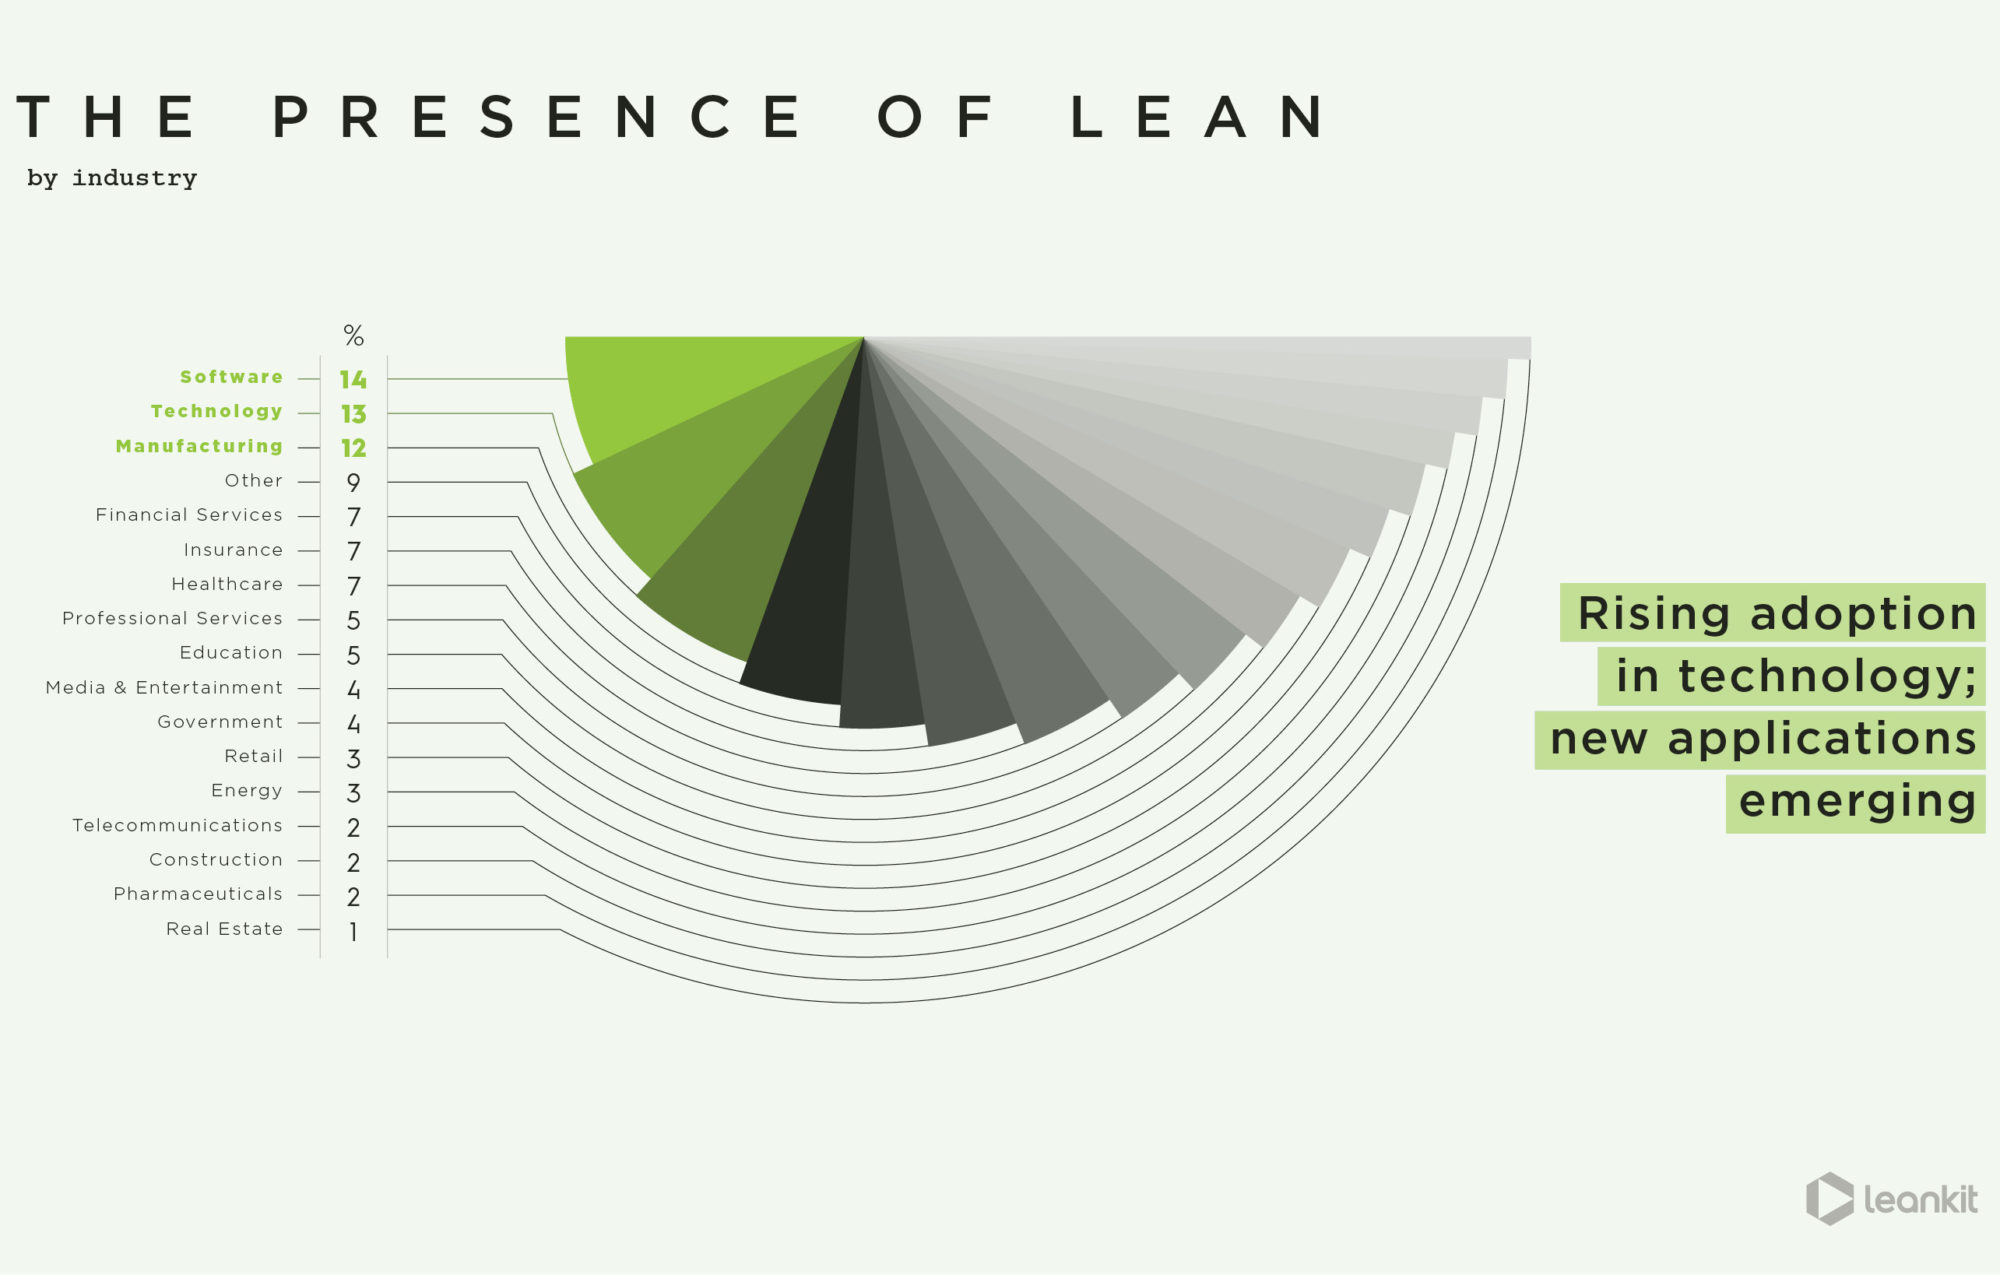 THE PRESENCE OF LEAN
by industry
%
Software 14
Technology 13
Manufacturing 12
Other 9
Financial Services 7
Insurance 7
Healthcare 7
Professional Services 5
Education 5
Media & Entertainment 4
Government 4
Retail 3
Energy 3
Telecommunications 2
Construction 2
Pharmaceuticals 2
Real Estate 1
Rising adoption
in technology;
new applications
emerging
leankit